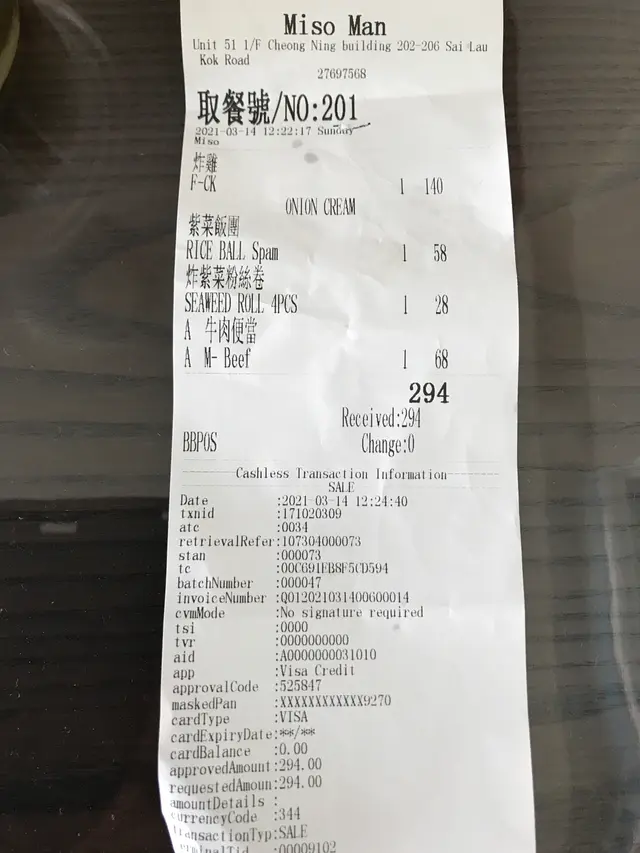 Miso Man
Unit 51 1/F Cheong Ning building 202-206 Sai Lau
Kok Road
27697568
取餐號/NO:201
2021-03-14 12:22:17 Sunday
Miso
炸雞
F-CK 1 140
ONION CREAM
紫菜飯團
RICE BALL Spam 1 58
炸紫菜粉絲卷
SEAWEED ROLL 4PCS 1 28
A 牛肉便當
A M- Beef 1 68
294
Received:294
BBPOS Change:0
Cashless Transaction Information
SALE
Date :2021-03-14 12:24:40
txnid :171020309
atc :0034
retrievalRefer:107304000073
stan :000073
tc :00C691EB8F5CD594
batchNumber :000047
invoiceNumber :Q012021031400600014
cvmMode :No signature required
tsi :0000
tvr :0000000000
aid :A0000000031010
app :Visa Credit
approvalCode :525847
maskedPan :XXXXXXXXXXXX9270
cardType :VISA
cardExpiryDate:**/**
cardBalance :0.00
approvedAmount:294.00
requestedAmoun:294.00
amountDetails :
currencyCode :344
transactionTyp:SALE
:00009102